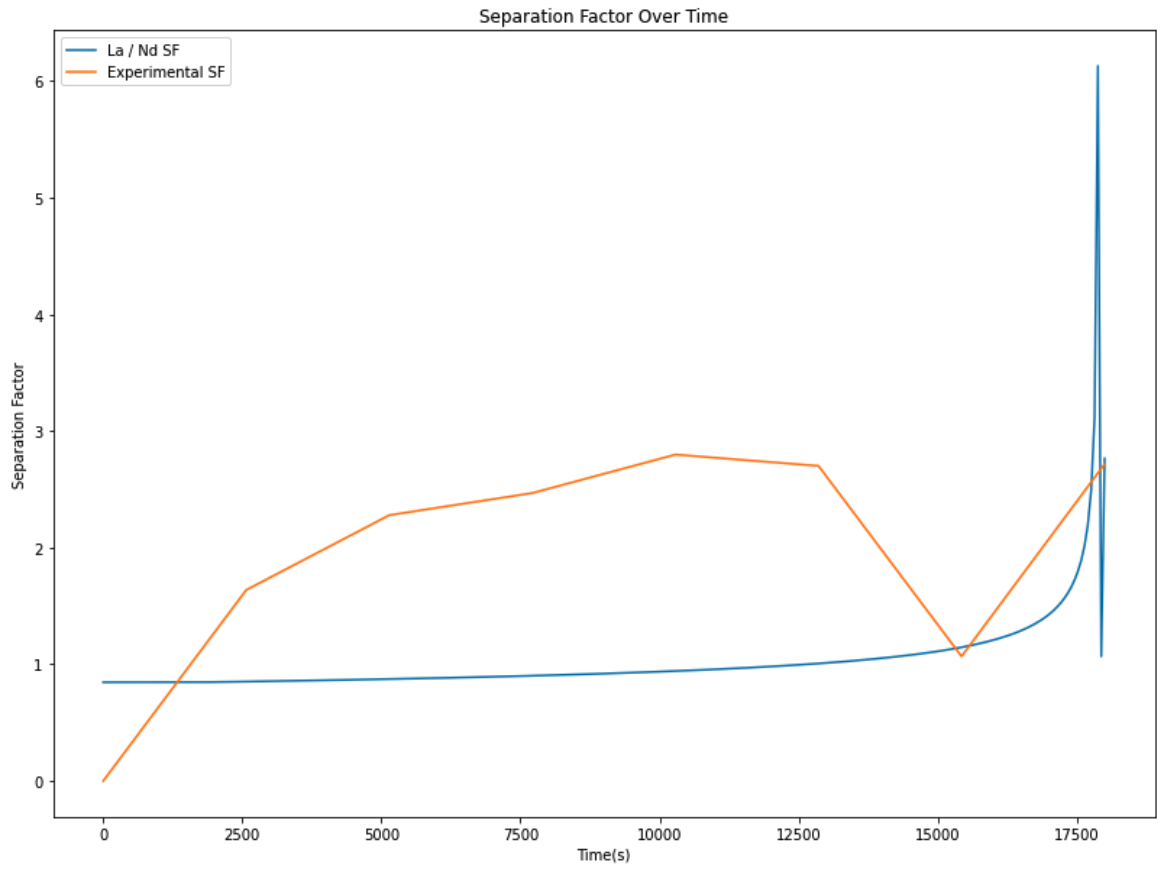 Separation Factor Over Time
La / Nd SF
Experimental SF
6
5
4
3
2
1
0
Separation Factor
0 2500 5000 7500 10000 12500 15000 17500
Time(s)